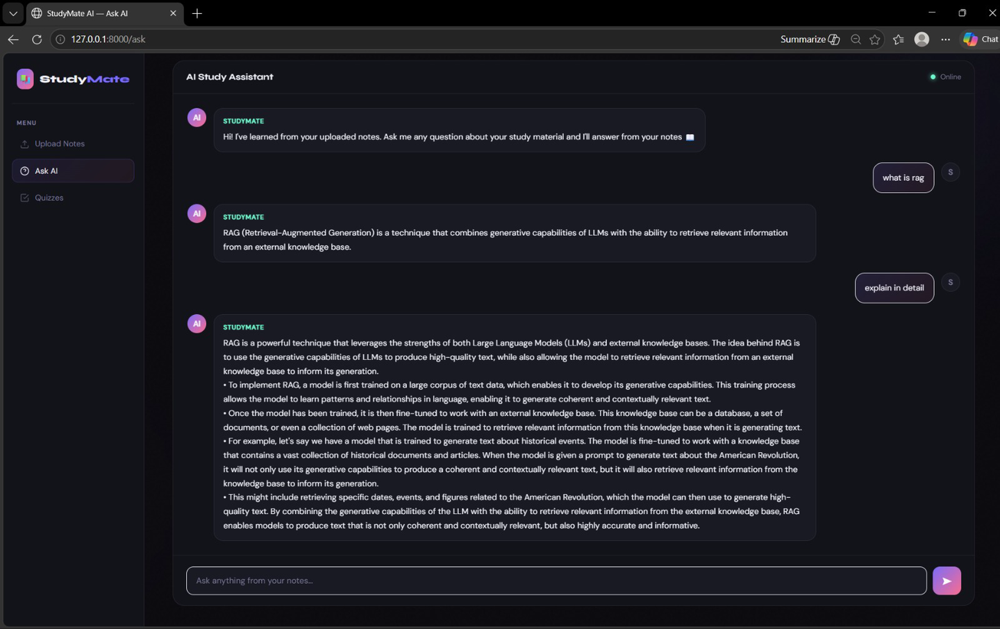 StudyMate AI — Ask AI
127.0.0.1:8000/ask
Summarize
Chat
StudyMate
MENU
Upload Notes
Ask AI
Quizzes
AI Study Assistant
Online
AI
STUDYMATE
Hi! I've learned from your uploaded notes. Ask me any question about your study material and I'll answer from your notes 📖
what is rag
S
AI
STUDYMATE
RAG (Retrieval-Augmented Generation) is a technique that combines generative capabilities of LLMs with the ability to retrieve relevant information
from an external knowledge base.
explain in detail
S
AI
STUDYMATE
RAG is a powerful technique that leverages the strengths of both Large Language Models (LLMs) and external knowledge bases. The idea behind RAG is
to use the generative capabilities of LLMs to produce high-quality text, while also allowing the model to retrieve relevant information from an external
knowledge base to inform its generation.
• To implement RAG, a model is first trained on a large corpus of text data, which enables it to develop its generative capabilities. This training process
allows the model to learn patterns and relationships in language, enabling it to generate coherent and contextually relevant text.
• Once the model has been trained, it is then fine-tuned to work with an external knowledge base. This knowledge base can be a database, a set of
documents, or even a collection of web pages. The model is trained to retrieve relevant information from this knowledge base when it is generating text.
• For example, let's say we have a model that is trained to generate text about historical events. The model is fine-tuned to work with a knowledge base
that contains a vast collection of historical documents and articles. When the model is given a prompt to generate text about the American Revolution,
it will not only use its generative capabilities to produce a coherent and contextually relevant text, but it will also retrieve relevant information from the
knowledge base to inform its generation.
• This might include retrieving specific dates, events, and figures related to the American Revolution, which the model can then use to generate high-
quality text. By combining the generative capabilities of the LLM with the ability to retrieve relevant information from the external knowledge base, RAG
enables models to produce text that is not only coherent and contextually relevant, but also highly accurate and informative.
Ask anything from your notes...